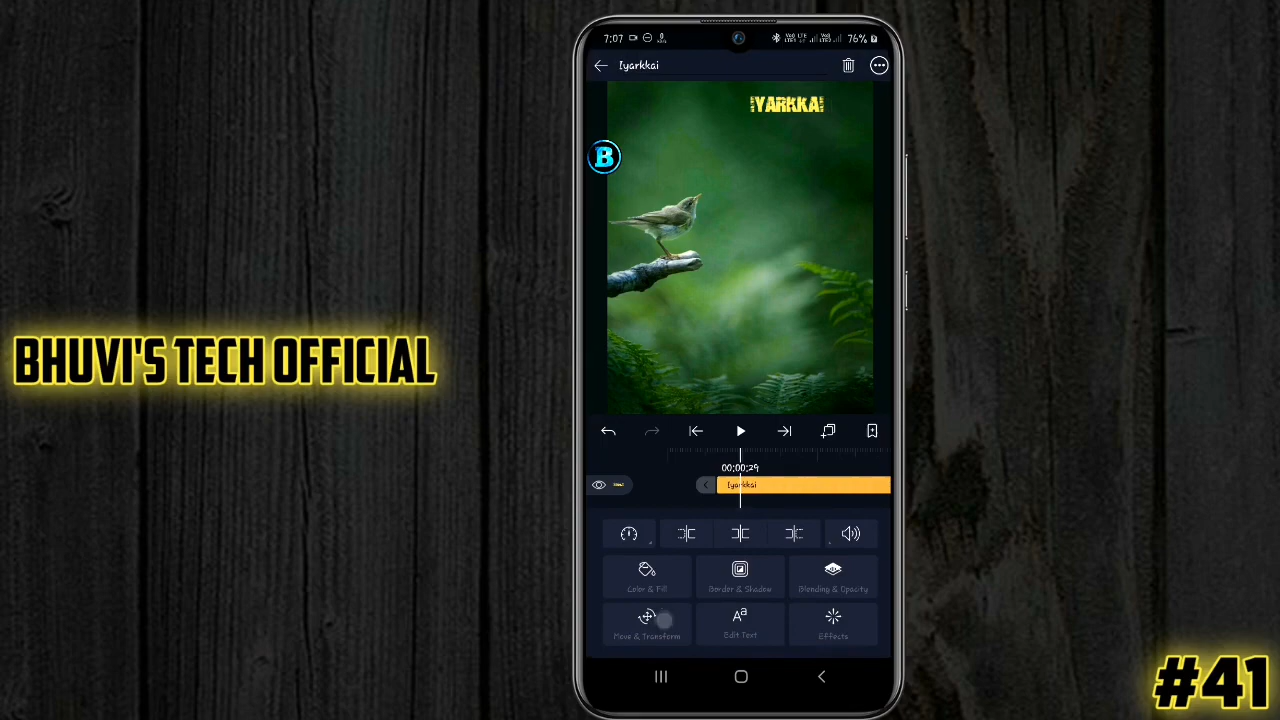 7:07
76%
Iyarkkai
IYARKKAI
B
BHUVI'S TECH OFFICIAL
00:00:29
Iyarkkai
Color & Fill
Border & Shadow
Blending & Opacity
Move & Transform
Aa
Edit Text
Effects
#41